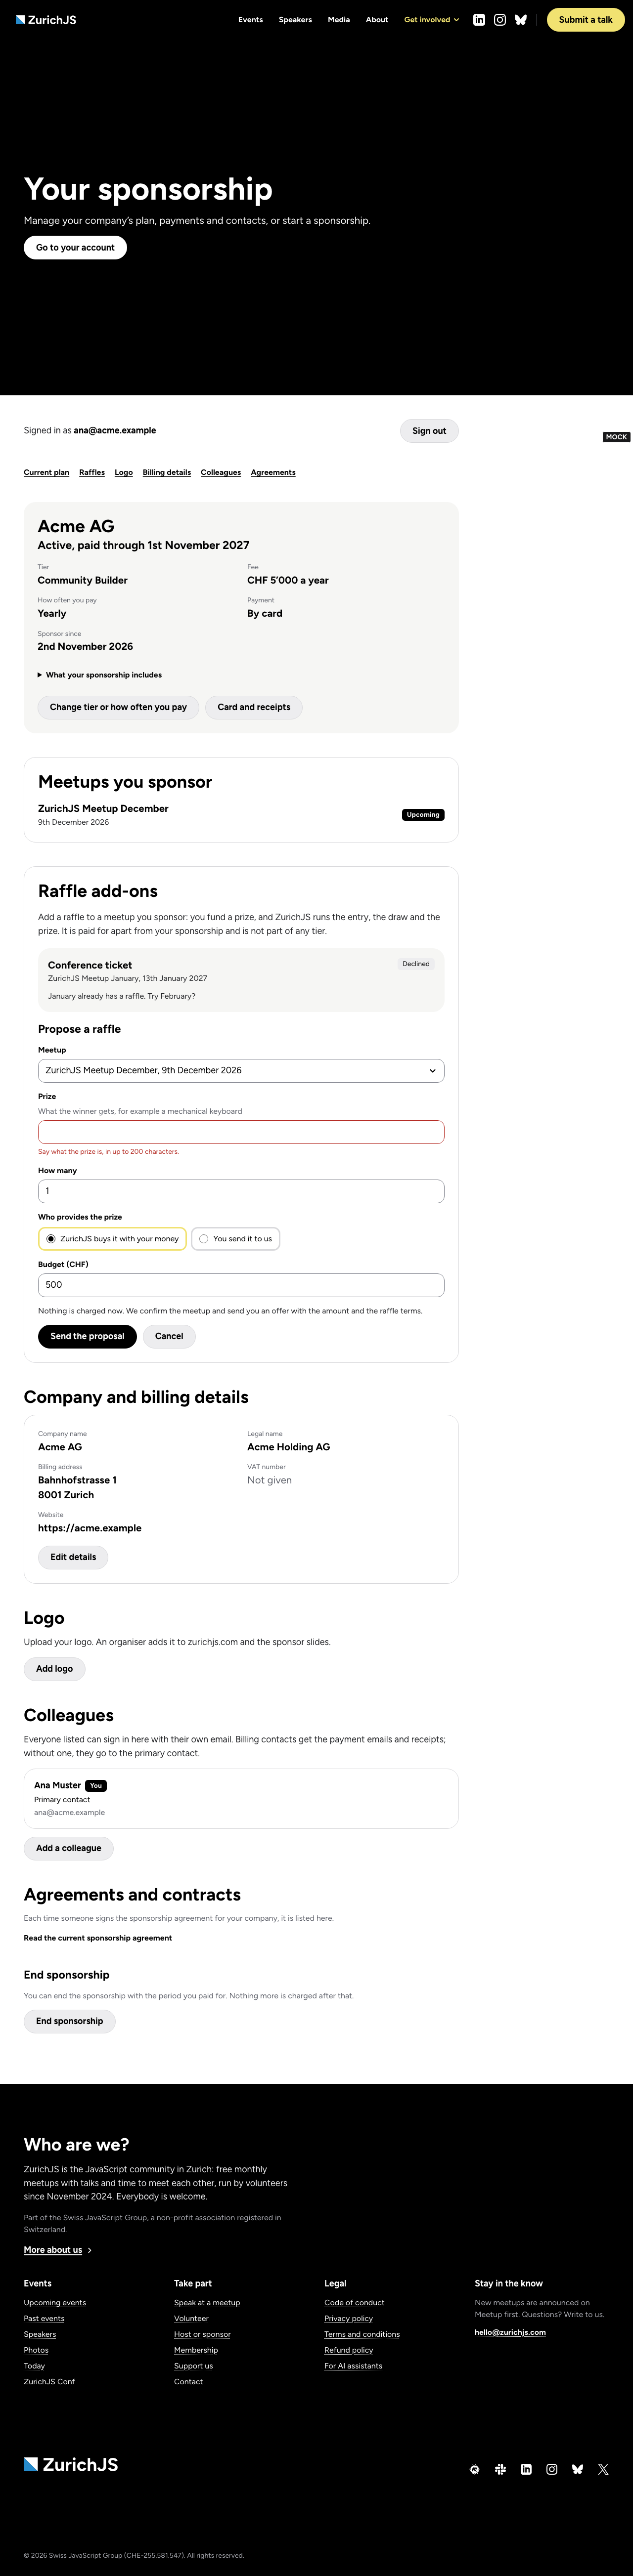 ZurichJS
Events
Speakers
Media
About
Get involved
Submit a talk
Your sponsorship
Manage your company’s plan, payments and contacts, or start a sponsorship.
Go to your account
Signed in as ana@acme.example
Sign out
MOCK
Current plan
Raffles
Logo
Billing details
Colleagues
Agreements
Acme AG
Active, paid through 1st November 2027
Tier
Community Builder
Fee
CHF 5’000 a year
How often you pay
Yearly
Payment
By card
Sponsor since
2nd November 2026
What your sponsorship includes
Change tier or how often you pay
Card and receipts
Meetups you sponsor
ZurichJS Meetup December
9th December 2026
Upcoming
Raffle add-ons
Add a raffle to a meetup you sponsor: you fund a prize, and ZurichJS runs the entry, the draw and the
prize. It is paid for apart from your sponsorship and is not part of any tier.
Conference ticket
Declined
ZurichJS Meetup January, 13th January 2027
January already has a raffle. Try February?
Propose a raffle
Meetup
ZurichJS Meetup December, 9th December 2026
Prize
What the winner gets, for example a mechanical keyboard
Say what the prize is, in up to 200 characters.
How many
1
Who provides the prize
ZurichJS buys it with your money
You send it to us
Budget (CHF)
500
Nothing is charged now. We confirm the meetup and send you an offer with the amount and the raffle terms.
Send the proposal
Cancel
Company and billing details
Company name
Acme AG
Legal name
Acme Holding AG
Billing address
Bahnhofstrasse 1
8001 Zurich
VAT number
Not given
Website
https://acme.example
Edit details
Logo
Upload your logo. An organiser adds it to zurichjs.com and the sponsor slides.
Add logo
Colleagues
Everyone listed can sign in here with their own email. Billing contacts get the payment emails and receipts;
without one, they go to the primary contact.
Ana Muster
You
Primary contact
ana@acme.example
Add a colleague
Agreements and contracts
Each time someone signs the sponsorship agreement for your company, it is listed here.
Read the current sponsorship agreement
End sponsorship
You can end the sponsorship with the period you paid for. Nothing more is charged after that.
End sponsorship
Who are we?
ZurichJS is the JavaScript community in Zurich: free monthly
meetups with talks and time to meet each other, run by volunteers
since November 2024. Everybody is welcome.
Part of the Swiss JavaScript Group, a non-profit association registered in
Switzerland.
More about us
Events
Upcoming events
Past events
Speakers
Photos
Today
ZurichJS Conf
Take part
Speak at a meetup
Volunteer
Host or sponsor
Membership
Support us
Contact
Legal
Code of conduct
Privacy policy
Terms and conditions
Refund policy
For AI assistants
Stay in the know
New meetups are announced on
Meetup first. Questions? Write to us.
hello@zurichjs.com
ZurichJS
© 2026 Swiss JavaScript Group (CHE-255.581.547). All rights reserved.